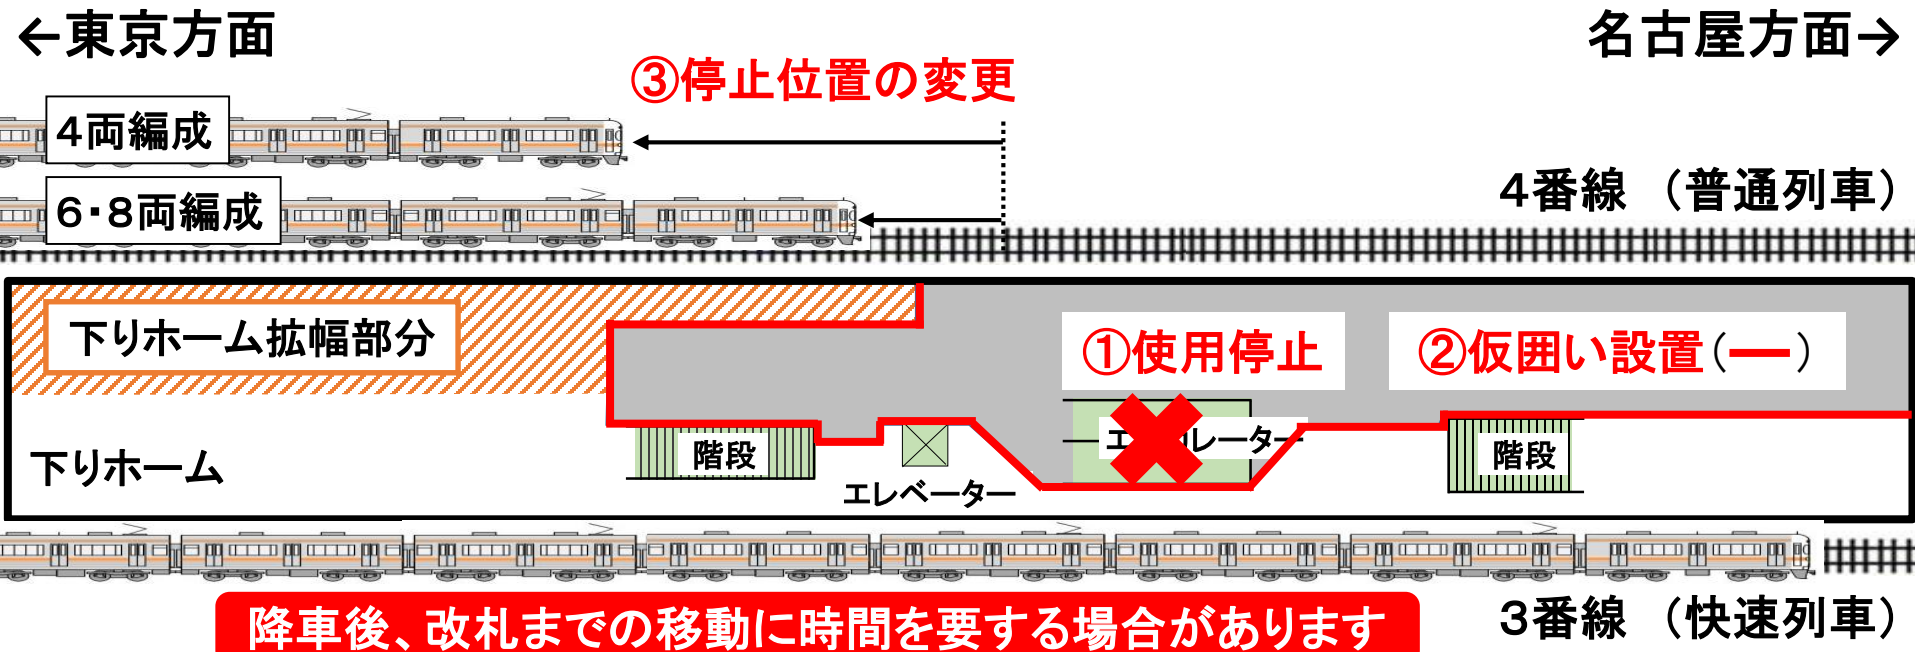 ←東京方面
名古屋方面→
③停止位置の変更
4両編成
6・8両編成
4番線 （普通列車）
下りホーム拡幅部分
①使用停止
②仮囲い設置(ー)
下りホーム
階段
エレベーター
レーター
階段
3番線 （快速列車）
降車後、改札までの移動に時間を要する場合があります